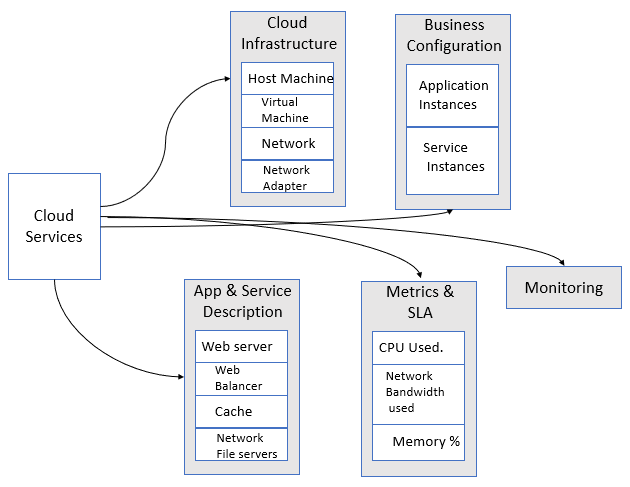 Cloud
Infrastructure
Host Machine
Virtual
Machine
Network
Network
Adapter
Business
Configuration
Application
Instances
Service
Instances
Cloud
Services
Monitoring
App & Service
Description
Web server
Web
Balancer
Cache
Network
File servers
Metrics &
SLA
CPU Used.
Network
Bandwidth
used
Memory %